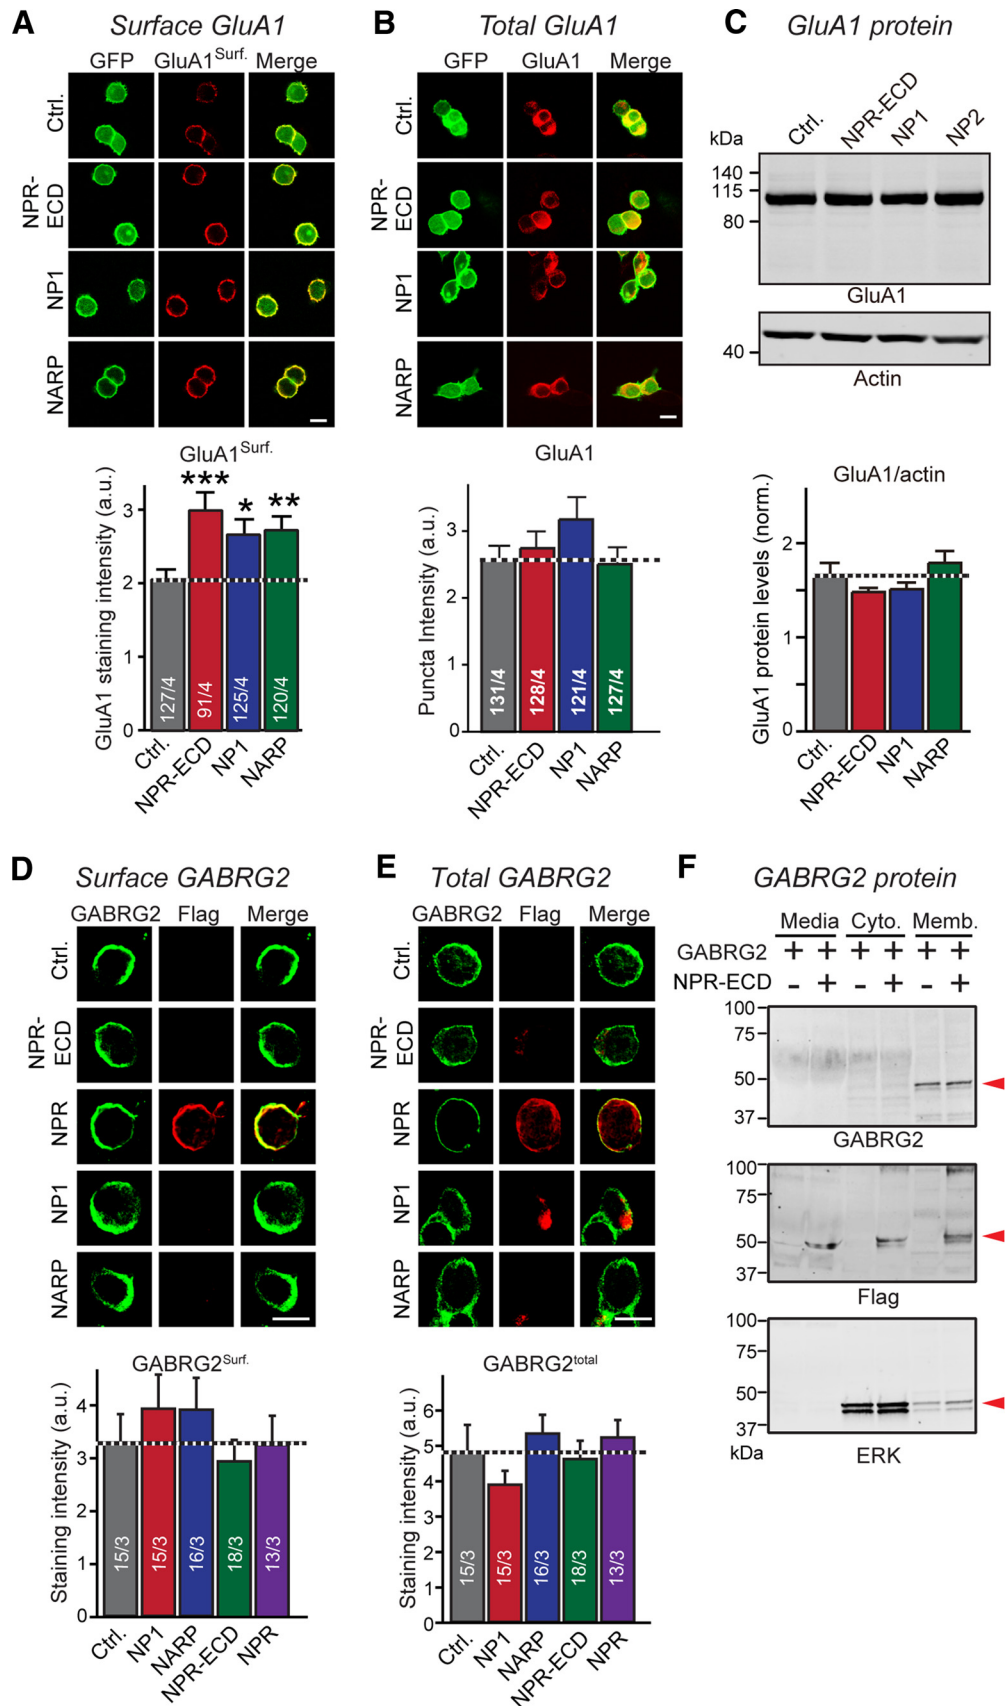 A Surface GluA1
GFP GluA1Surf. Merge
Ctrl.
NPR-
ECD
NP1
NARP
GluA1Surf.
GluA1 staining intensity (a.u.)
3
2
1
0
*** * **
127/4 91/4 125/4 120/4
Ctrl. NPR-ECD NP1 NARP
B Total GluA1
GFP GluA1 Merge
Ctrl.
NPR-
ECD
NP1
NARP
GluA1
Puncta Intensity (a.u.)
3
2
1
0
131/4 128/4 121/4 127/4
Ctrl. NPR-ECD NP1 NARP
C GluA1 protein
kDa Ctrl. NPR-ECD NP1 NP2
140
115
80
GluA1
40
Actin
GluA1/actin
GluA1 protein levels (norm.)
2
1
0
Ctrl. NPR-ECD NP1 NARP
D Surface GABRG2
GABRG2 Flag Merge
Ctrl.
NPR-
ECD
NPR
NP1
NARP
GABRG2Surf.
Staining intensity (a.u.)
4
3
2
1
0
15/3 15/3 16/3 18/3 13/3
Ctrl. NP1 NARP NPR-ECD NPR
E Total GABRG2
GABRG2 Flag Merge
Ctrl.
NPR-
ECD
NPR
NP1
NARP
GABRG2total
Staining intensity (a.u.)
6
5
4
3
2
1
0
15/3 15/3 16/3 18/3 13/3
Ctrl. NP1 NARP NPR-ECD NPR
F GABRG2 protein
Media Cyto. Memb.
GABRG2 + + + + + +
NPR-ECD - + - + - +
100
75
50
37
GABRG2
100
75
50
37
Flag
100
75
50
37
kDa
ERK